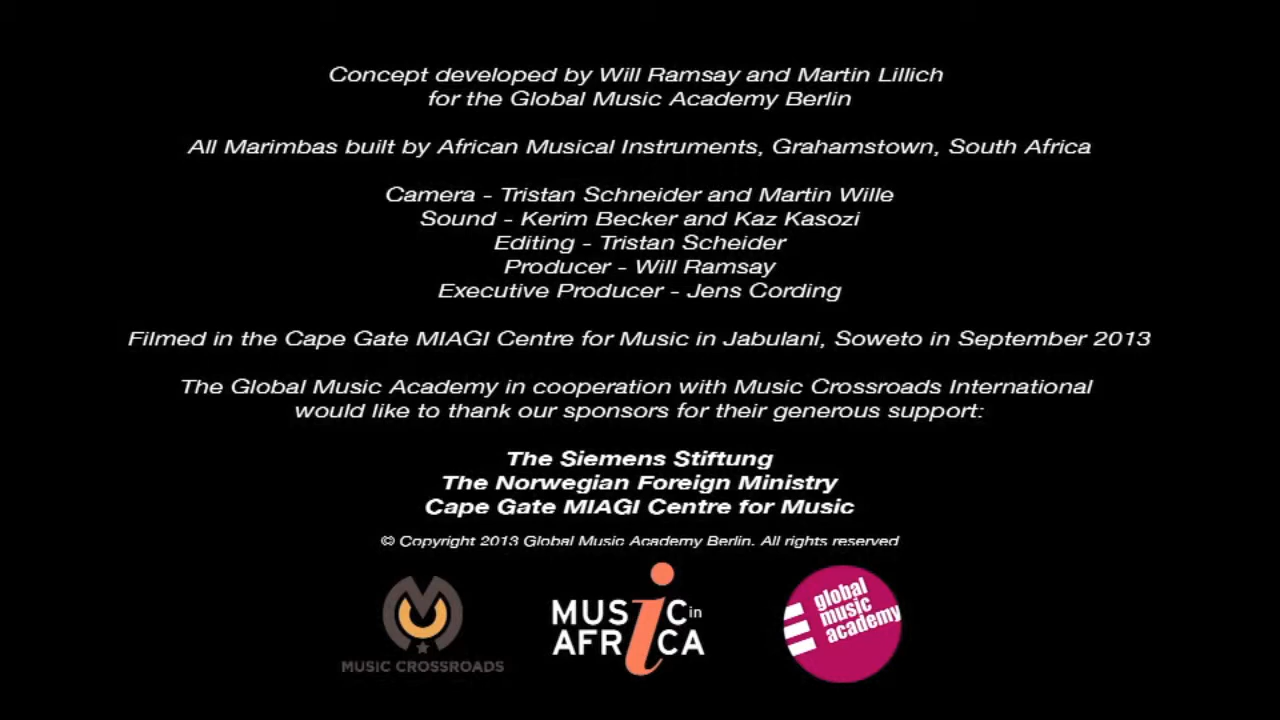 Concept developed by Will Ramsay and Martin Lillich
for the Global Music Academy Berlin
All Marimbas built by African Musical Instruments, Grahamstown, South Africa
Camera - Tristan Schneider and Martin Wille
Sound - Kerim Becker and Kaz Kasozi
Editing - Tristan Scheider
Producer - Will Ramsay
Executive Producer - Jens Cording
Filmed in the Cape Gate MIAGI Centre for Music in Jabulani, Soweto in September 2013
The Global Music Academy in cooperation with Music Crossroads International
would like to thank our sponsors for their generous support:
The Siemens Stiftung
The Norwegian Foreign Ministry
Cape Gate MIAGI Centre for Music
© Copyright 2013 Global Music Academy Berlin. All rights reserved
MUSIC CROSSROADS
MUSiC in
AFRiCA
global
music
academy